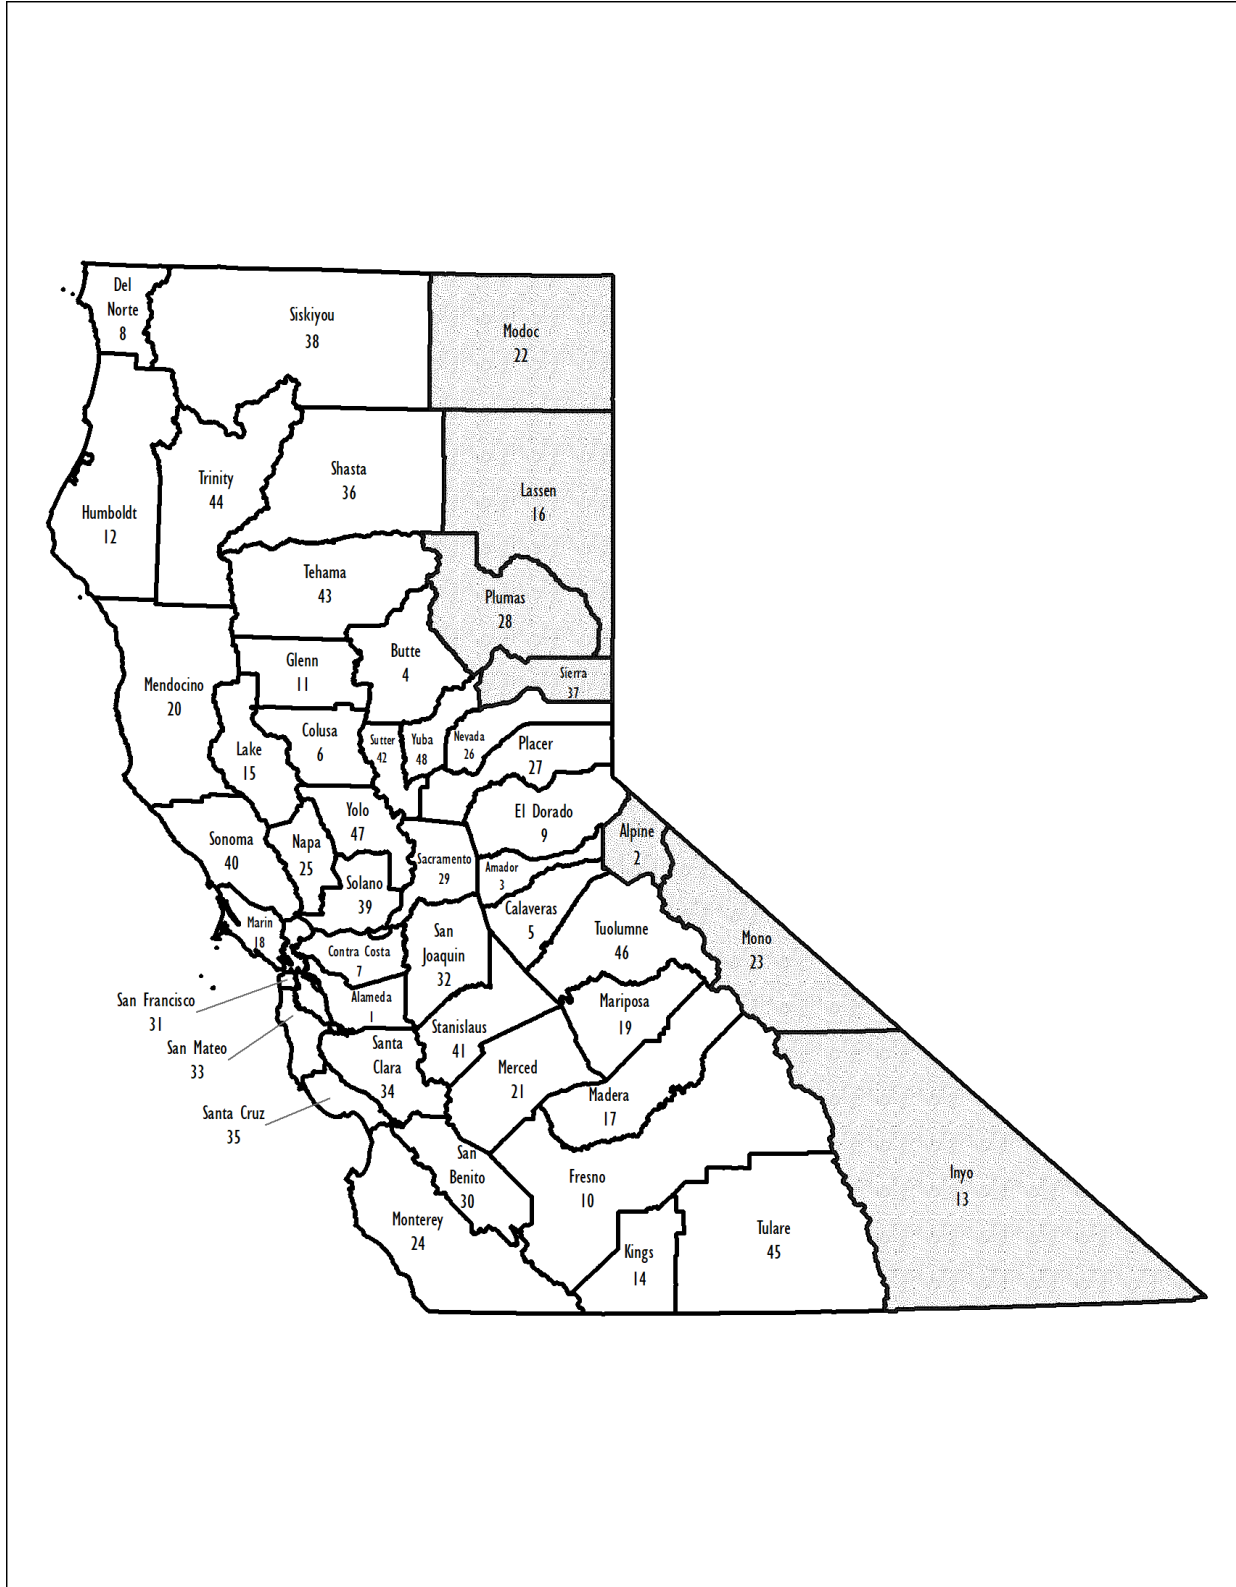 Del
Norte
8
Siskiyou
38
Modoc
22
Shasta
36
Trinity
44
Lassen
16
Humboldt
12
Tehama
43
Plumas
28
Butte
4
Glenn
11
Sierra
37
Mendocino
20
Colusa
6
Lake
15
Sutter
42
Yuba
48
Nevada
26
Placer
27
Yolo
47
El Dorado
9
Alpine
2
Sonoma
40
Napa
25
Sacramento
29
Amador
3
Solano
39
Calaveras
5
Marin
18
Contra Costa
7
San
Joaquin
32
Tuolumne
46
Mono
23
San Francisco
31
Alameda
1
Mariposa
19
Stanislaus
41
San Mateo
33
Santa
Clara
34
Merced
21
Madera
17
Santa Cruz
35
San
Benito
30
Fresno
10
Inyo
13
Monterey
24
Kings
14
Tulare
45